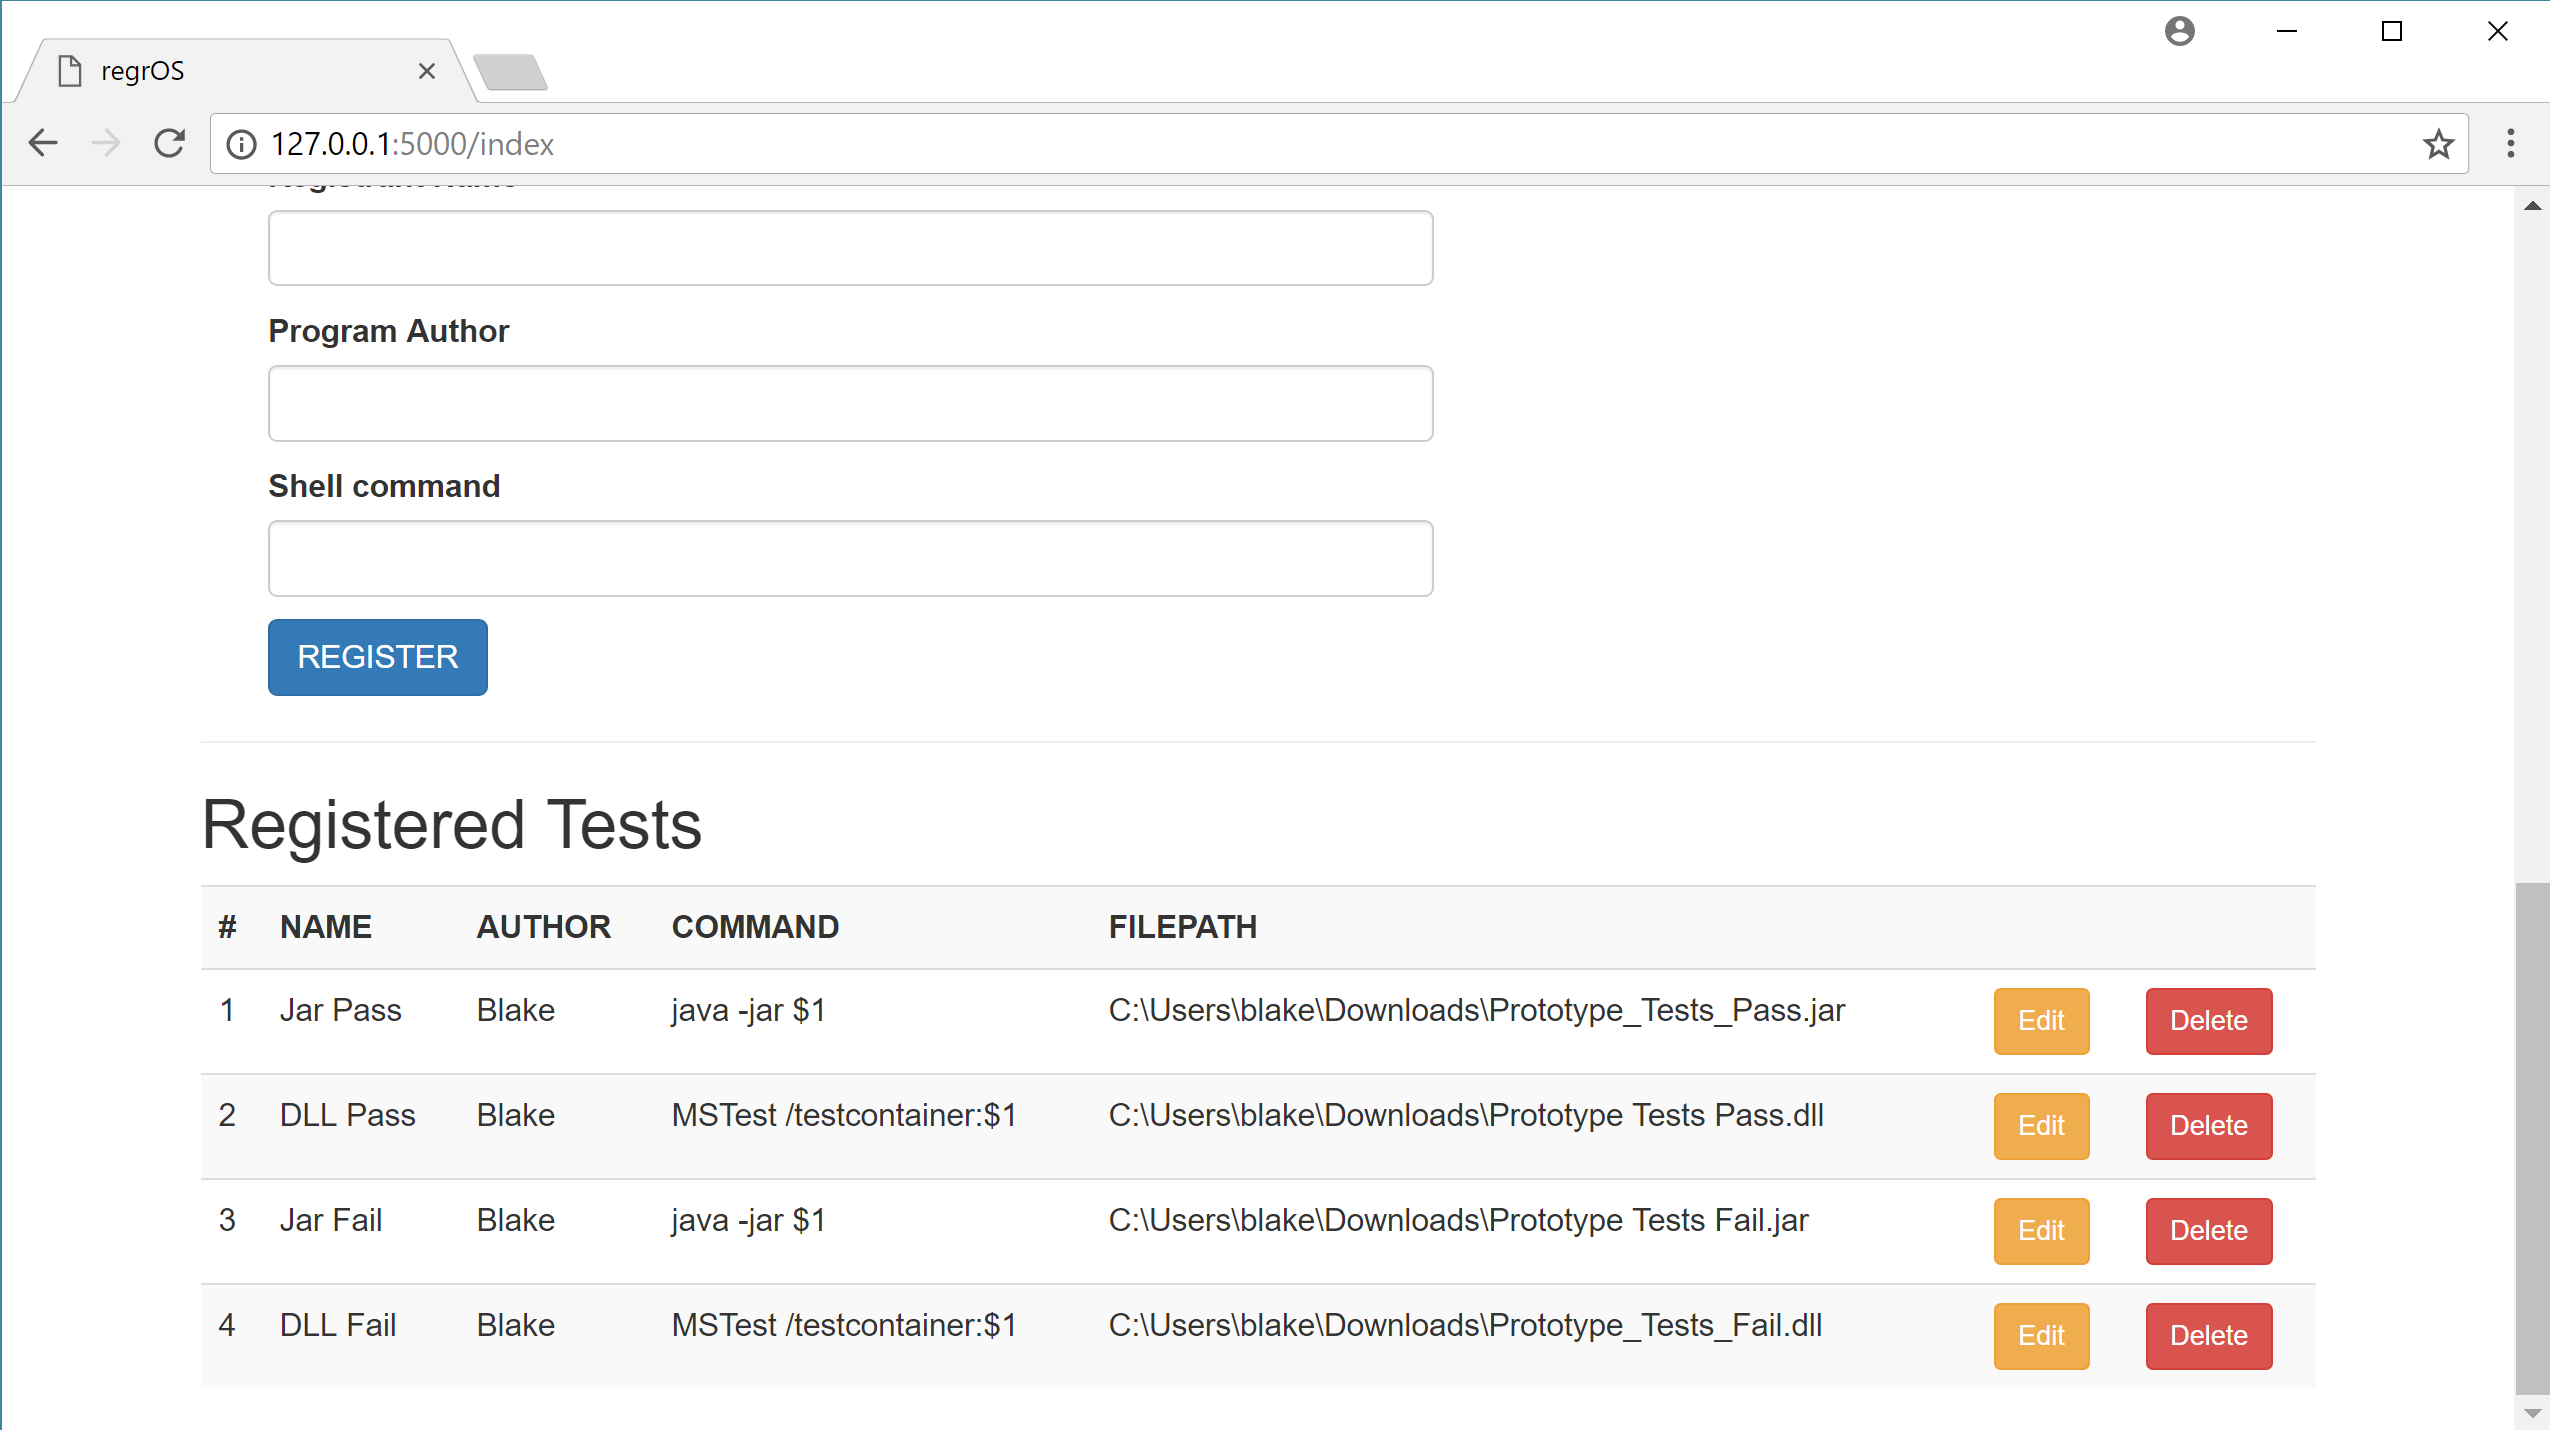 regrOS
127.0.0.1:5000/index
Program Author
Shell command
REGISTER
Registered Tests
# NAME AUTHOR COMMAND FILEPATH
1 Jar Pass Blake java -jar $1 C:\Users\blake\Downloads\Prototype_Tests_Pass.jar Edit Delete
2 DLL Pass Blake MSTest /testcontainer:$1 C:\Users\blake\Downloads\Prototype Tests Pass.dll Edit Delete
3 Jar Fail Blake java -jar $1 C:\Users\blake\Downloads\Prototype Tests Fail.jar Edit Delete
4 DLL Fail Blake MSTest /testcontainer:$1 C:\Users\blake\Downloads\Prototype_Tests_Fail.dll Edit Delete